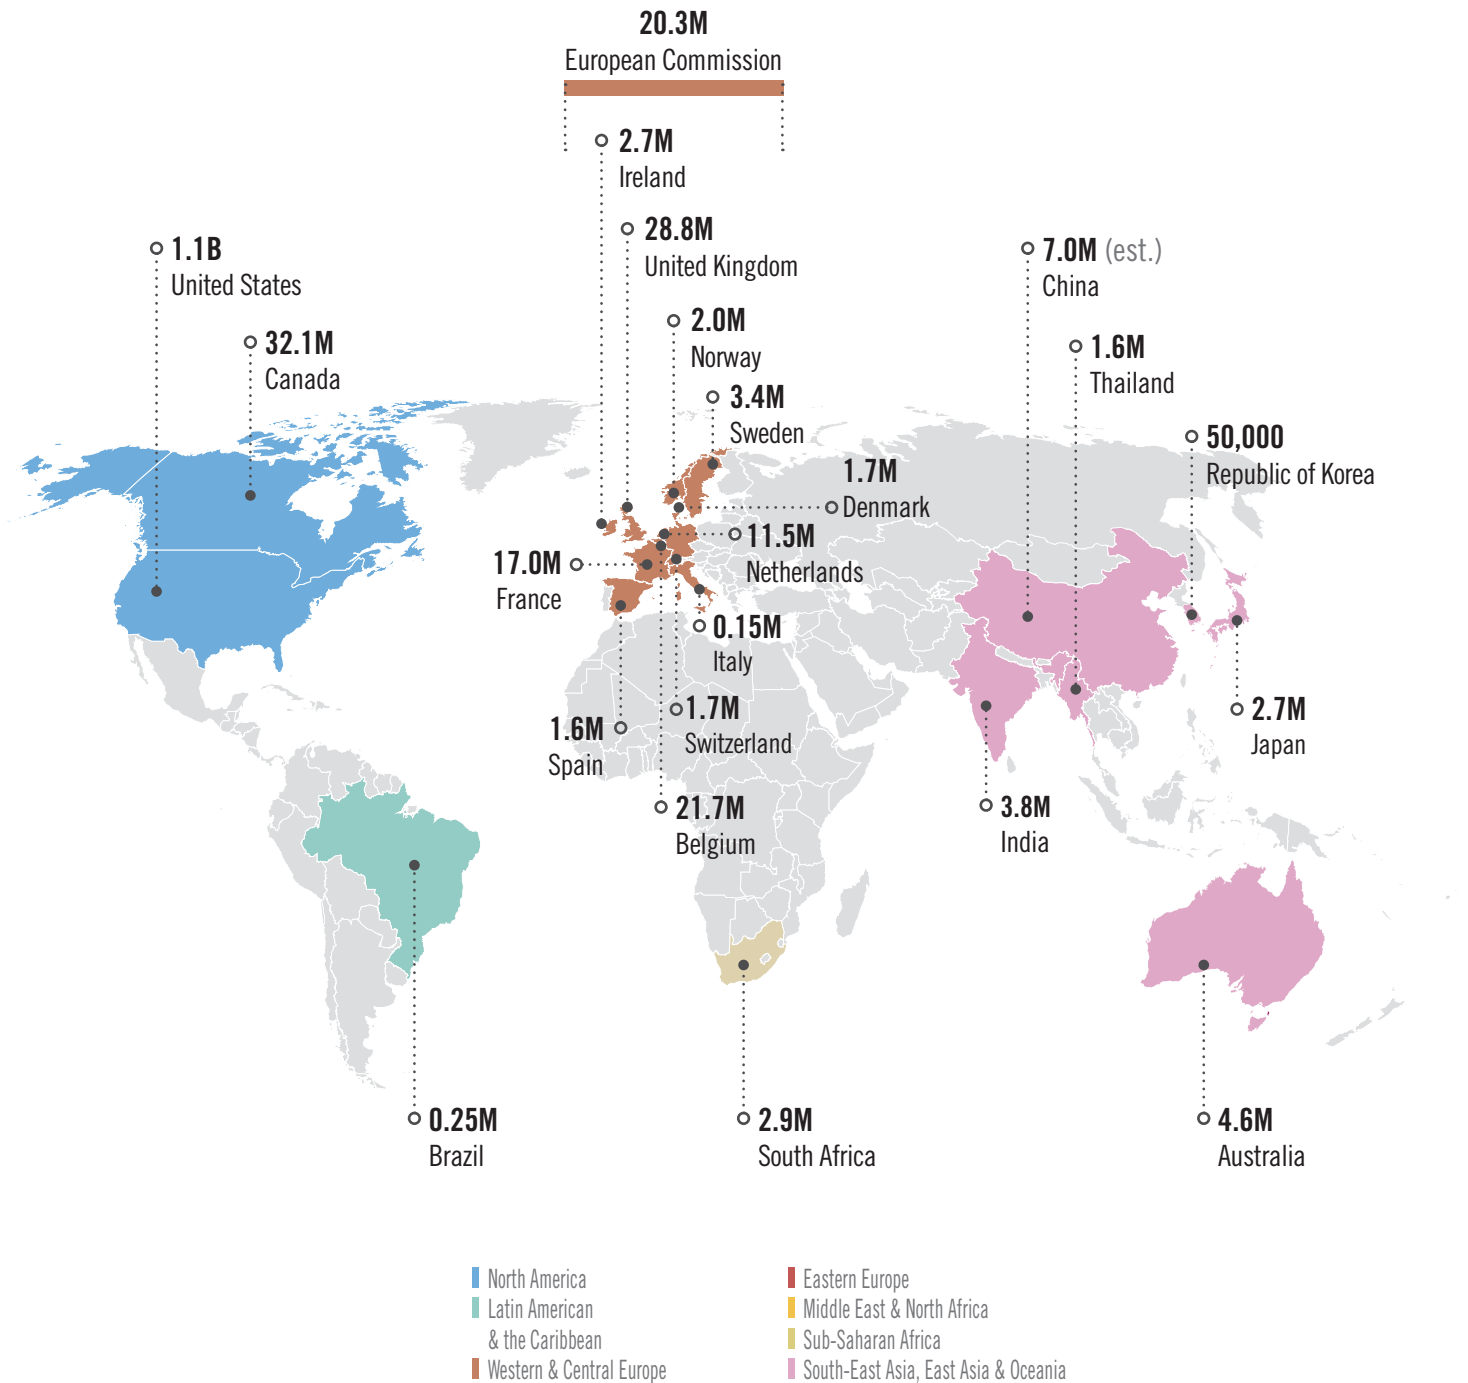 20.3M
European Commission
2.7M
Ireland
28.8M
United Kingdom
1.1B
United States
7.0M (est.)
China
2.0M
Norway
32.1M
Canada
1.6M
Thailand
3.4M
Sweden
50,000
Republic of Korea
1.7M
Denmark
11.5M
Netherlands
17.0M
France
0.15M
Italy
1.6M
Spain
1.7M
Switzerland
2.7M
Japan
21.7M
Belgium
3.8M
India
0.25M
Brazil
2.9M
South Africa
4.6M
Australia
North America
Latin American
& the Caribbean
Western & Central Europe
Eastern Europe
Middle East & North Africa
Sub-Saharan Africa
South-East Asia, East Asia & Oceania